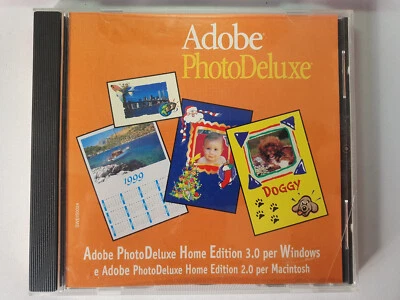 Adobe
PhotoDeluxe
1999
DOGGY
Adobe PhotoDeluxe Home Edition 3.0 per Windows
e Adobe PhotoDeluxe Home Edition 2.0 per Macintosh